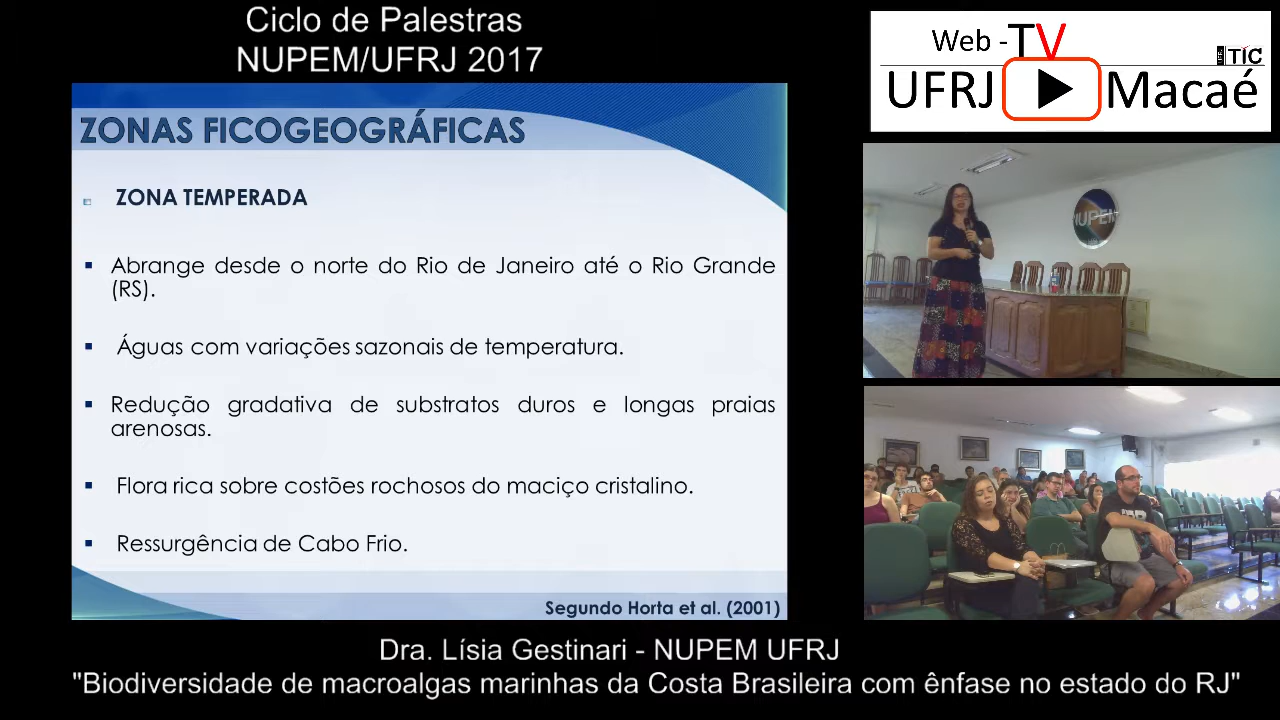 Ciclo de Palestras
NUPEM/UFRJ 2017
Web -TV
TIC
UFRJ Macaé
ZONAS FICOGEOGRÁFICAS
ZONA TEMPERADA
Abrange desde o norte do Rio de Janeiro até o Rio Grande
(RS).
Águas com variações sazonais de temperatura.
Redução gradativa de substratos duros e longas praias
arenosas.
Flora rica sobre costões rochosos do maciço cristalino.
Ressurgência de Cabo Frio.
Segundo Horta et al. (2001)
NUPEM
Dra. Lísia Gestinari - NUPEM UFRJ
"Biodiversidade de macroalgas marinhas da Costa Brasileira com ênfase no estado do RJ"